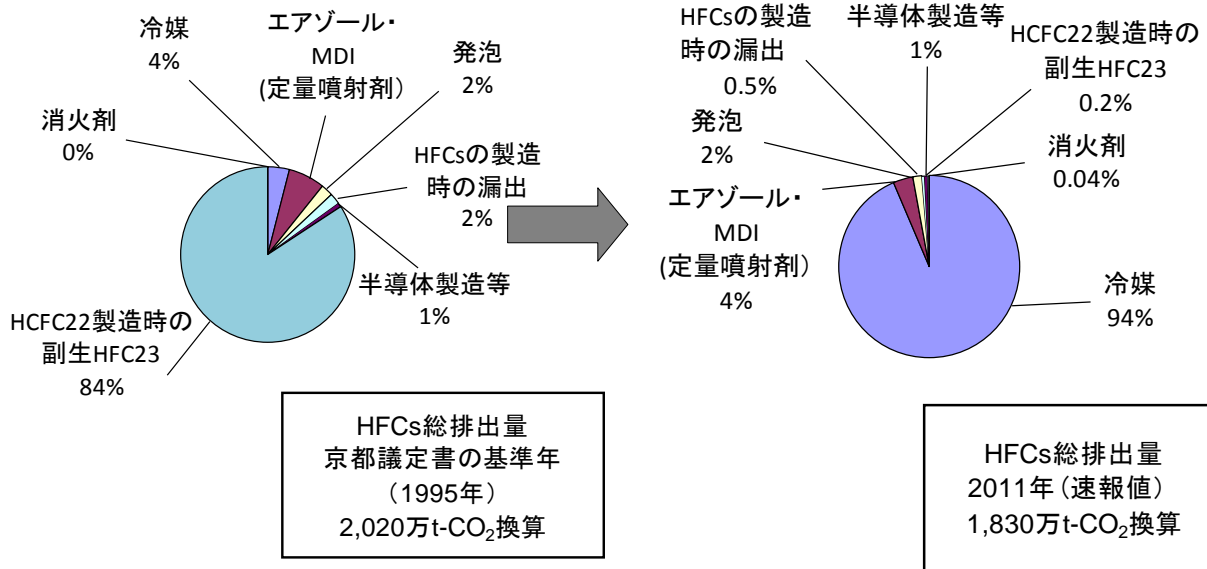 冷媒
4%
エアゾール・
MDI
(定量噴射剤)
発泡
2%
消火剤
0%
HFCsの製造
時の漏出
2%
半導体製造等
1%
HCFC22製造時の
副生HFC23
84%
HFCs総排出量
京都議定書の基準年
(1995年)
2,020万t-CO₂換算
HFCsの製造
時の漏出
0.5%
半導体製造等
1%
HCFC22製造時の
副生HFC23
0.2%
発泡
2%
消火剤
0.04%
エアゾール・
MDI
(定量噴射剤)
4%
冷媒
94%
HFCs総排出量
2011年(速報値)
1,830万t-CO₂換算